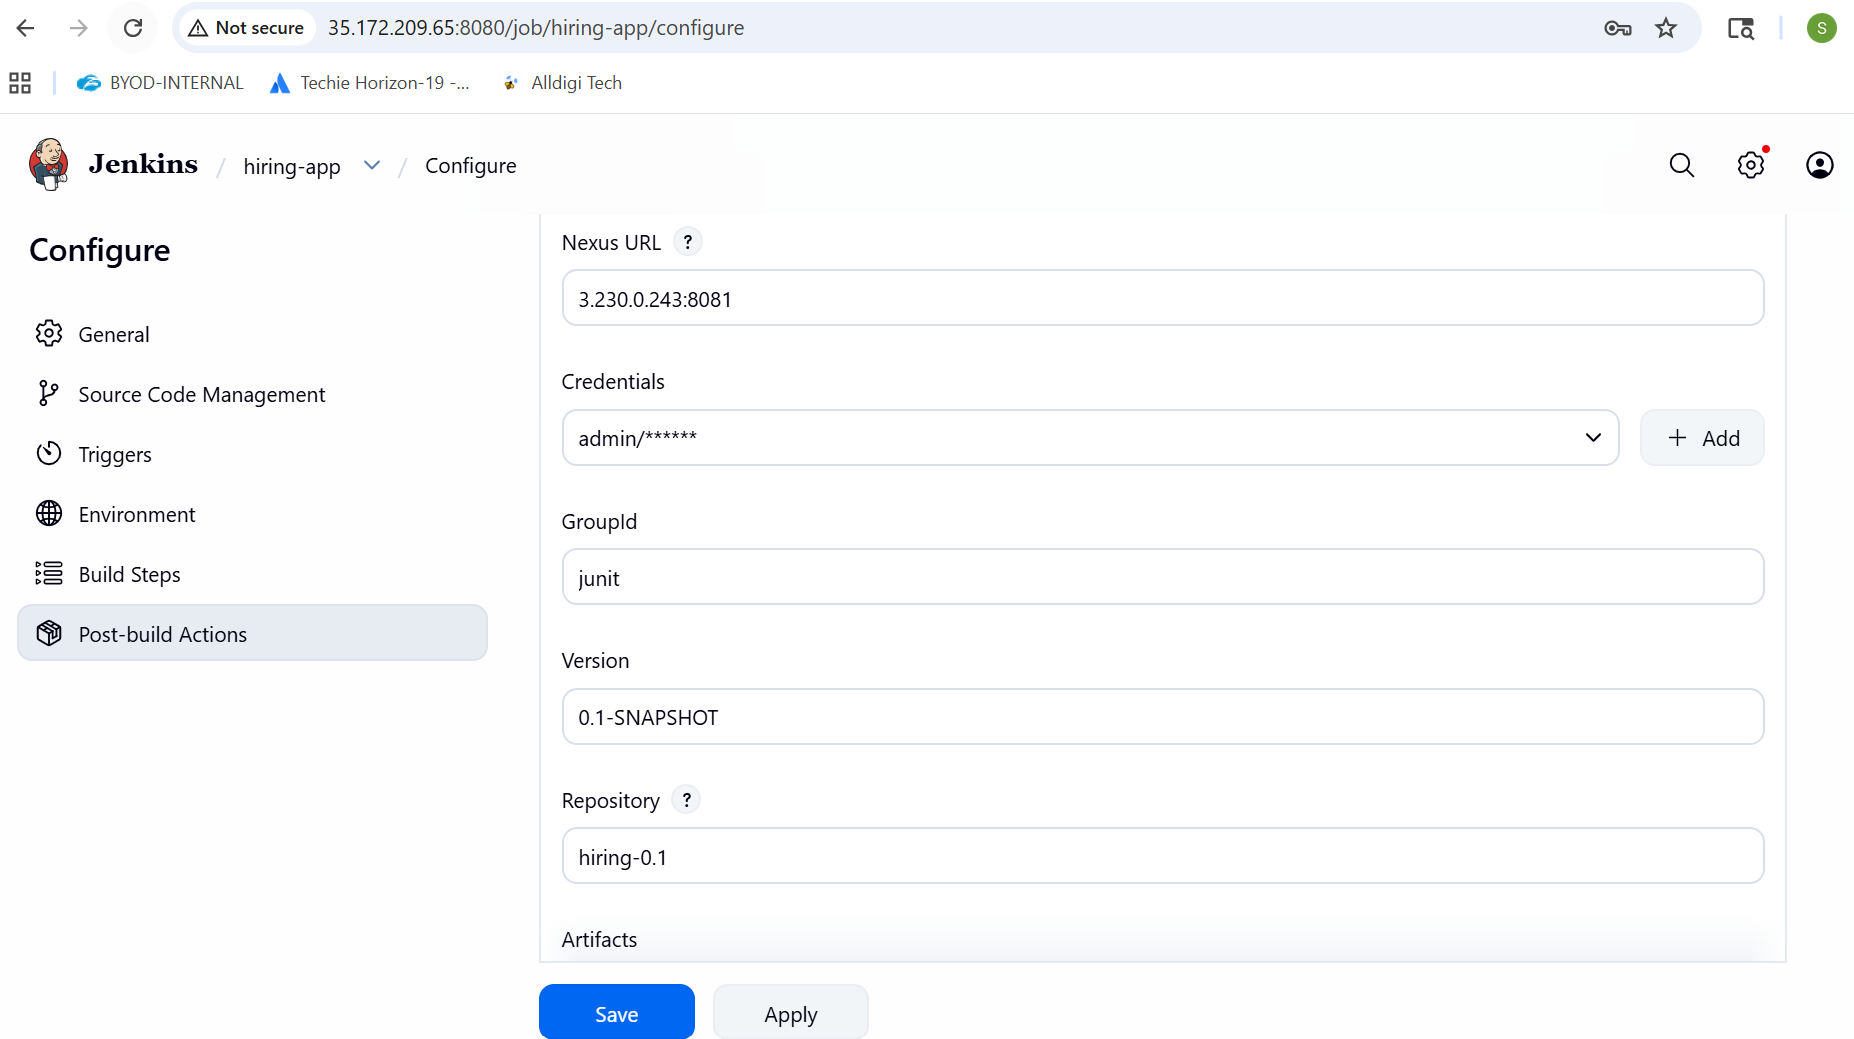 Not secure 35.172.209.65:8080/job/hiring-app/configure
S
BYOD-INTERNAL Techie Horizon-19 -... Alldigi Tech
Jenkins / hiring-app / Configure
Configure
General
Source Code Management
Triggers
Environment
Build Steps
Post-build Actions
Nexus URL ?
3.230.0.243:8081
Credentials
admin/******
+ Add
GroupId
junit
Version
0.1-SNAPSHOT
Repository ?
hiring-0.1
Artifacts
Save Apply